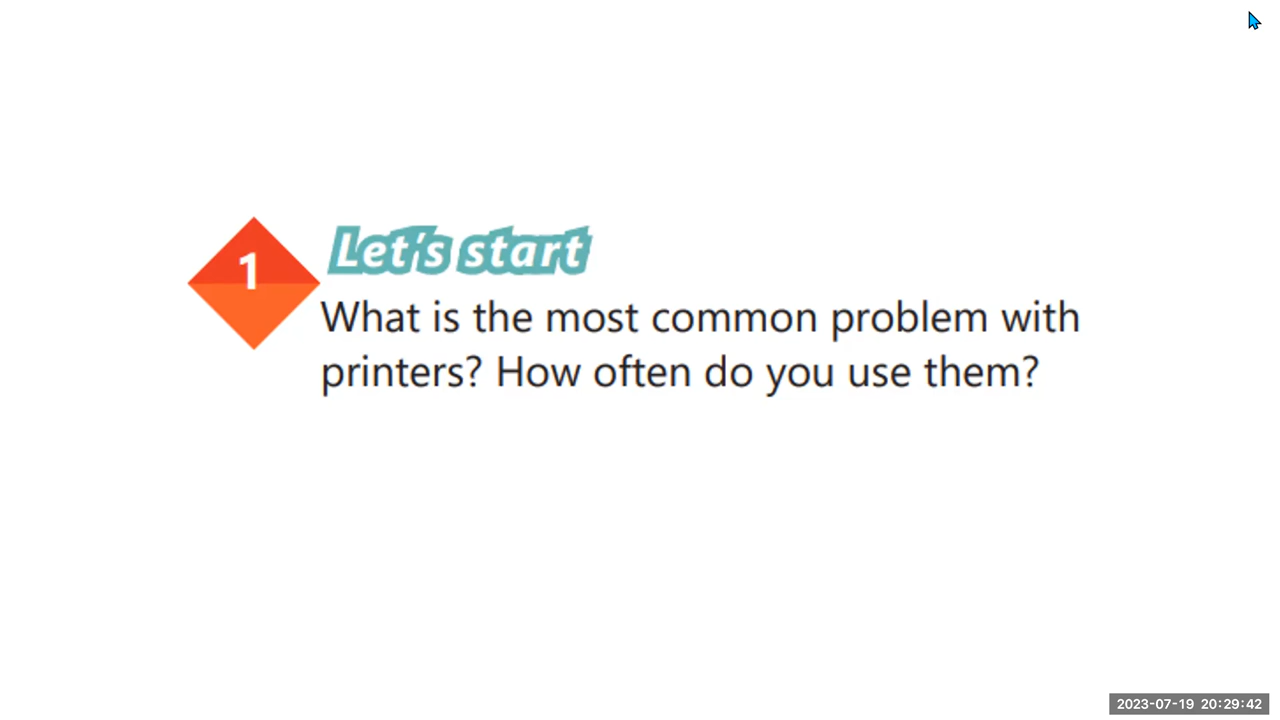 1
Let's start
What is the most common problem with
printers? How often do you use them?
2023-07-19 20:29:42